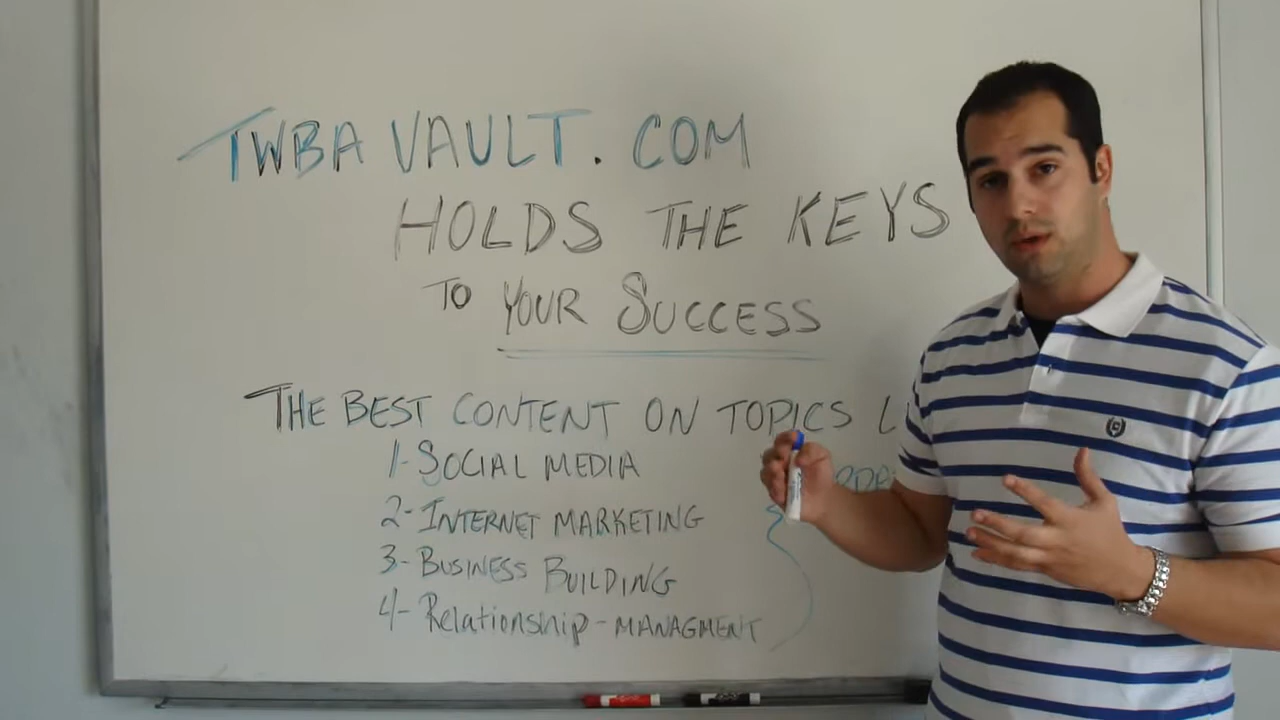 TWBA VAULT.COM
HOLDS THE KEYS
TO YOUR SUCCESS
THE BEST CONTENT ON TOPICS
1-SOCIAL MEDIA
2-INTERNET MARKETING
3-BUSINESS BUILDING
4-Relationship-MANAGMENT